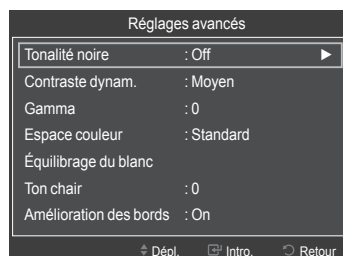 Réglages avancés
Tonalité noire : Off ►
Contraste dynam. : Moyen
Gamma : 0
Espace couleur : Standard
Équilibrage du blanc
Ton chair : 0
Amélioration des bords : On
Dépl. Intro. Retour